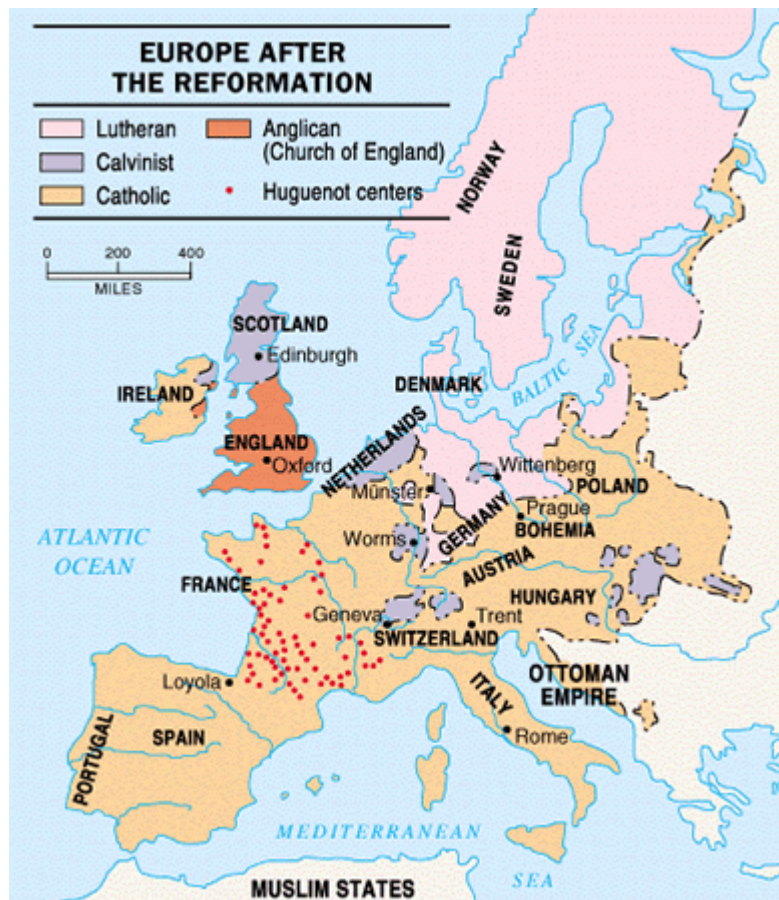 EUROPE AFTER
THE REFORMATION
Lutheran
Calvinist
Catholic
Anglican
(Church of England)
Huguenot centers
0 200 400
MILES
NORWAY
SWEDEN
SCOTLAND
Edinburgh
IRELAND
DENMARK
BALTIC SEA
ENGLAND
Oxford
NETHERLANDS
Münster
Wittenberg
POLAND
GERMANY
Prague
BOHEMIA
ATLANTIC
OCEAN
Worms
AUSTRIA
FRANCE
HUNGARY
Geneva
Trent
SWITZERLAND
Loyola
OTTOMAN
EMPIRE
ITALY
PORTUGAL
SPAIN
Rome
MEDITERRANEAN
SEA
MUSLIM STATES